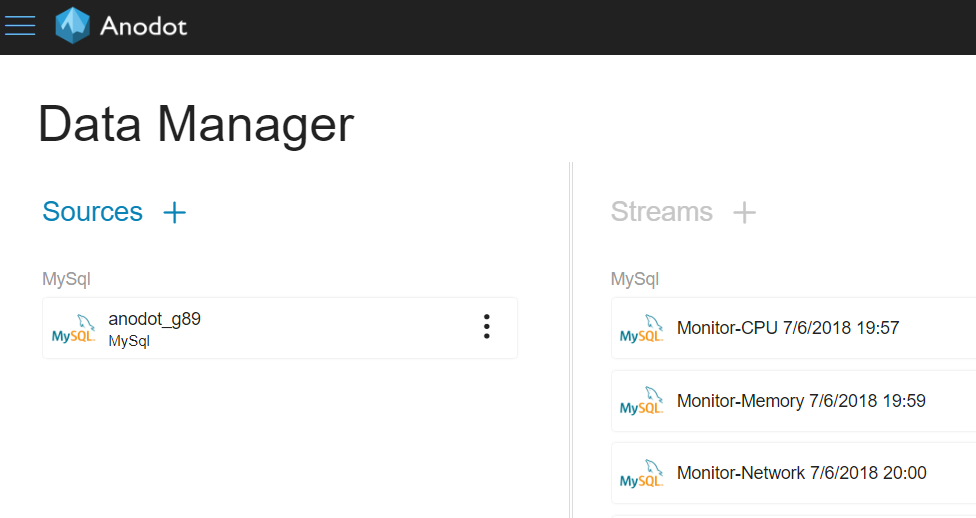 Anodot
Data Manager
Sources +
MySql
MySQL
anodot_g89
MySql
Streams +
MySql
MySQL
Monitor-CPU 7/6/2018 19:57
MySQL
Monitor-Memory 7/6/2018 19:59
MySQL
Monitor-Network 7/6/2018 20:00